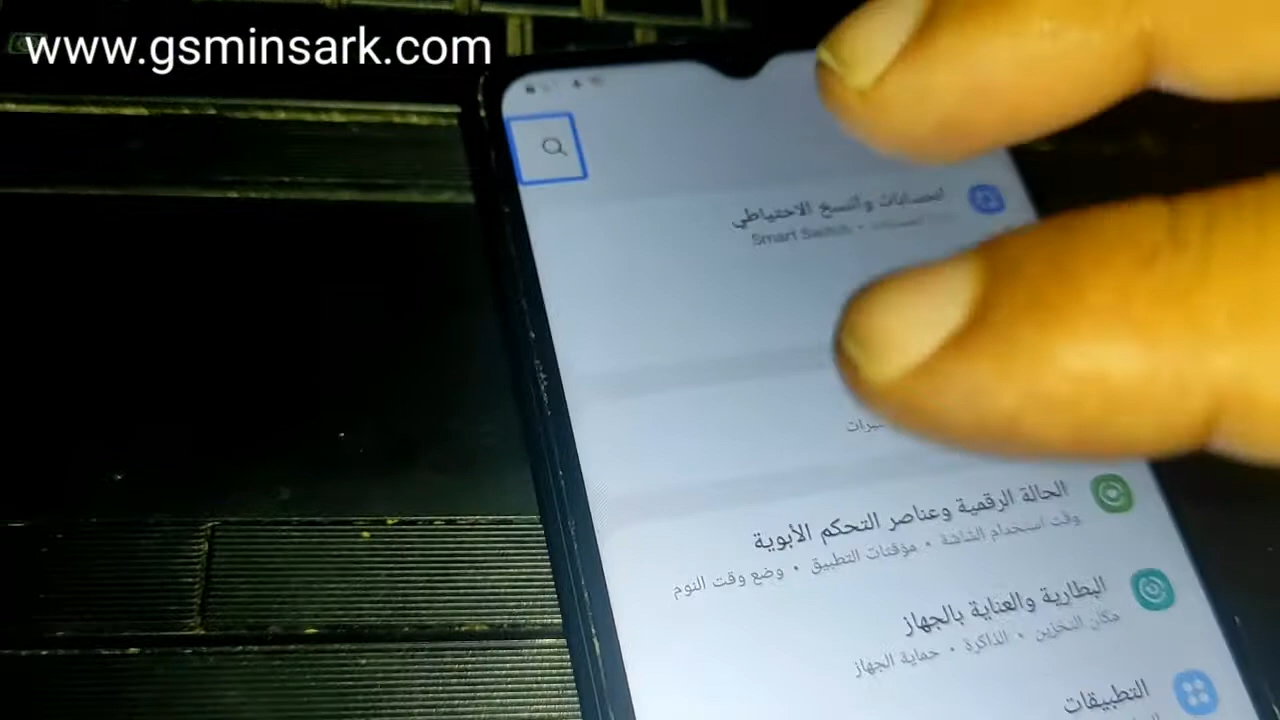 www.gsminsark.com
الحسابات والنسخ الاحتياطي
Smart Switch •
الحالة الرقمية وعناصر التحكم الأبوية
وقت استخدام الشاشة • مؤقتات التطبيق • وضع وقت النوم
البطارية والعناية بالجهاز
مكان التخزين • الذاكرة • حماية الجهاز
التطبيقات